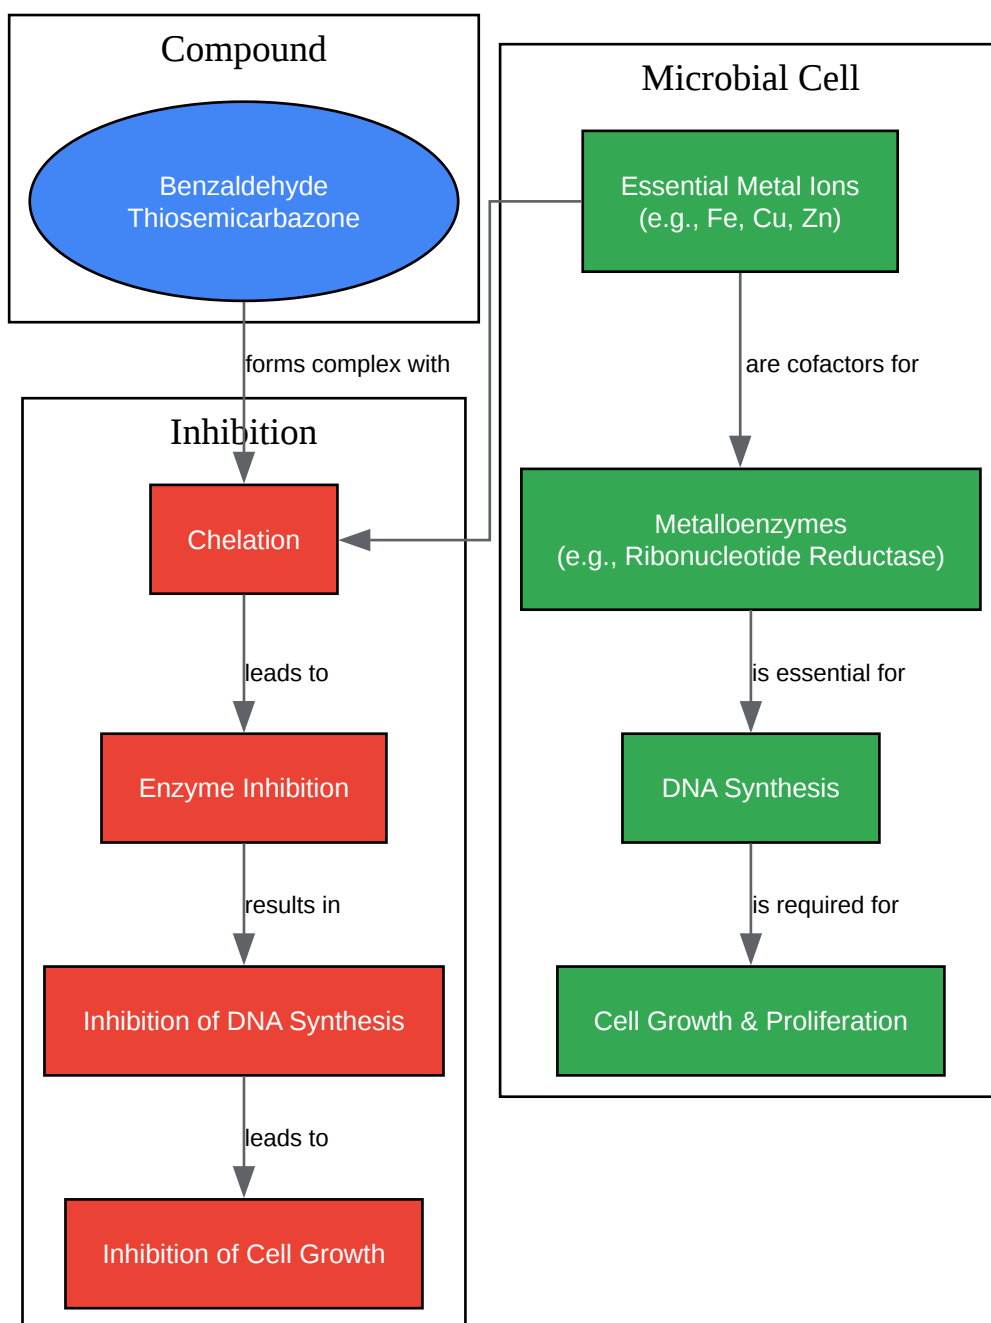 Compound
Benzaldehyde
Thiosemicarbazone
forms complex with
Inhibition
Chelation
leads to
Enzyme Inhibition
results in
Inhibition of DNA Synthesis
leads to
Inhibition of Cell Growth
Microbial Cell
Essential Metal Ions
(e.g., Fe, Cu, Zn)
are cofactors for
Metalloenzymes
(e.g., Ribonucleotide Reductase)
is essential for
DNA Synthesis
is required for
Cell Growth & Proliferation